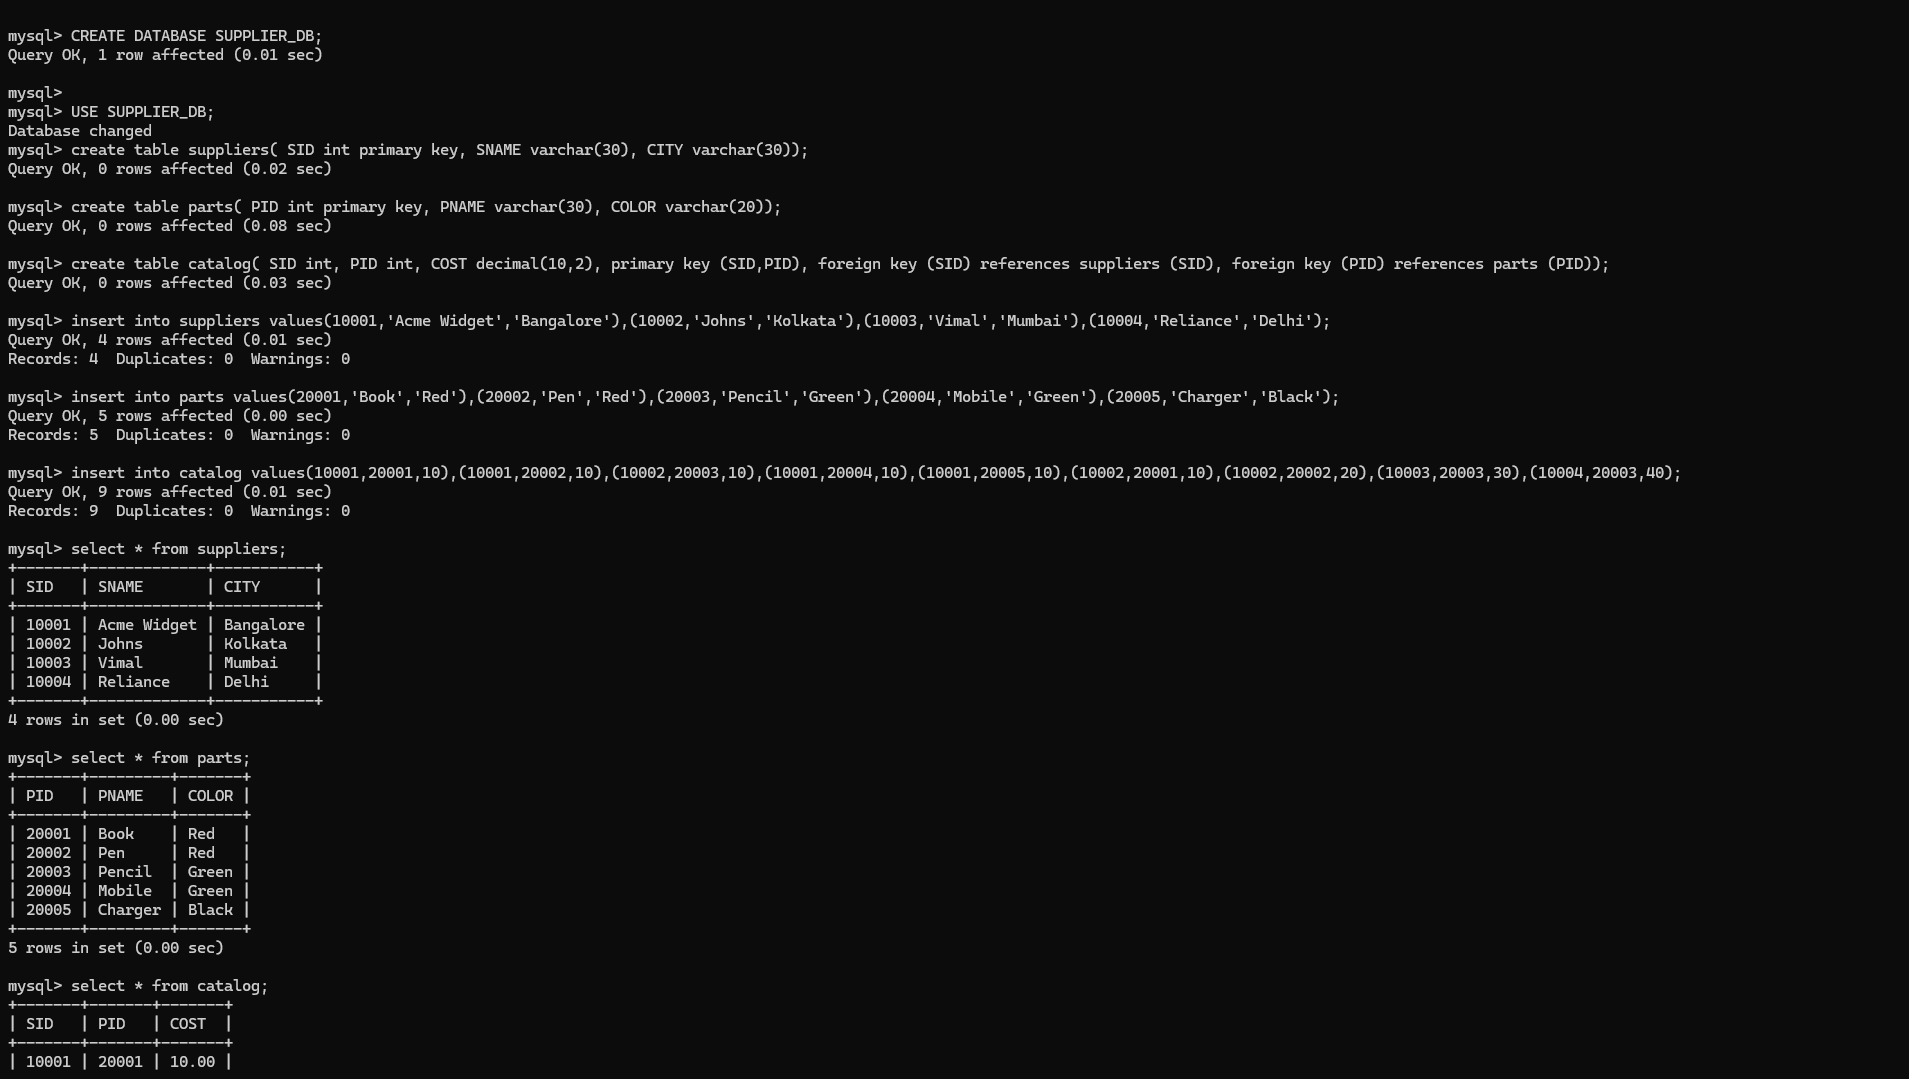 mysql> CREATE DATABASE SUPPLIER_DB;
Query OK, 1 row affected (0.01 sec)

mysql>
mysql> USE SUPPLIER_DB;
Database changed
mysql> create table suppliers( SID int primary key, SNAME varchar(30), CITY varchar(30));
Query OK, 0 rows affected (0.02 sec)

mysql> create table parts( PID int primary key, PNAME varchar(30), COLOR varchar(20));
Query OK, 0 rows affected (0.08 sec)

mysql> create table catalog( SID int, PID int, COST decimal(10,2), primary key (SID,PID), foreign key (SID) references suppliers (SID), foreign key (PID) references parts (PID));
Query OK, 0 rows affected (0.03 sec)

mysql> insert into suppliers values(10001,'Acme Widget','Bangalore'),(10002,'Johns','Kolkata'),(10003,'Vimal','Mumbai'),(10004,'Reliance','Delhi');
Query OK, 4 rows affected (0.01 sec)
Records: 4  Duplicates: 0  Warnings: 0

mysql> insert into parts values(20001,'Book','Red'),(20002,'Pen','Red'),(20003,'Pencil','Green'),(20004,'Mobile','Green'),(20005,'Charger','Black');
Query OK, 5 rows affected (0.00 sec)
Records: 5  Duplicates: 0  Warnings: 0

mysql> insert into catalog values(10001,20001,10),(10001,20002,10),(10002,20003,10),(10001,20004,10),(10001,20005,10),(10002,20001,10),(10002,20002,20),(10003,20003,30),(10004,20003,40);
Query OK, 9 rows affected (0.01 sec)
Records: 9  Duplicates: 0  Warnings: 0

mysql> select * from suppliers;
+-------+-------------+-----------+
| SID   | SNAME       | CITY      |
+-------+-------------+-----------+
| 10001 | Acme Widget | Bangalore |
| 10002 | Johns       | Kolkata   |
| 10003 | Vimal       | Mumbai    |
| 10004 | Reliance    | Delhi     |
+-------+-------------+-----------+
4 rows in set (0.00 sec)

mysql> select * from parts;
+-------+---------+-------+
| PID   | PNAME   | COLOR |
+-------+---------+-------+
| 20001 | Book    | Red   |
| 20002 | Pen     | Red   |
| 20003 | Pencil  | Green |
| 20004 | Mobile  | Green |
| 20005 | Charger | Black |
+-------+---------+-------+
5 rows in set (0.00 sec)

mysql> select * from catalog;
+-------+-------+-------+
| SID   | PID   | COST  |
+-------+-------+-------+
| 10001 | 20001 | 10.00 |